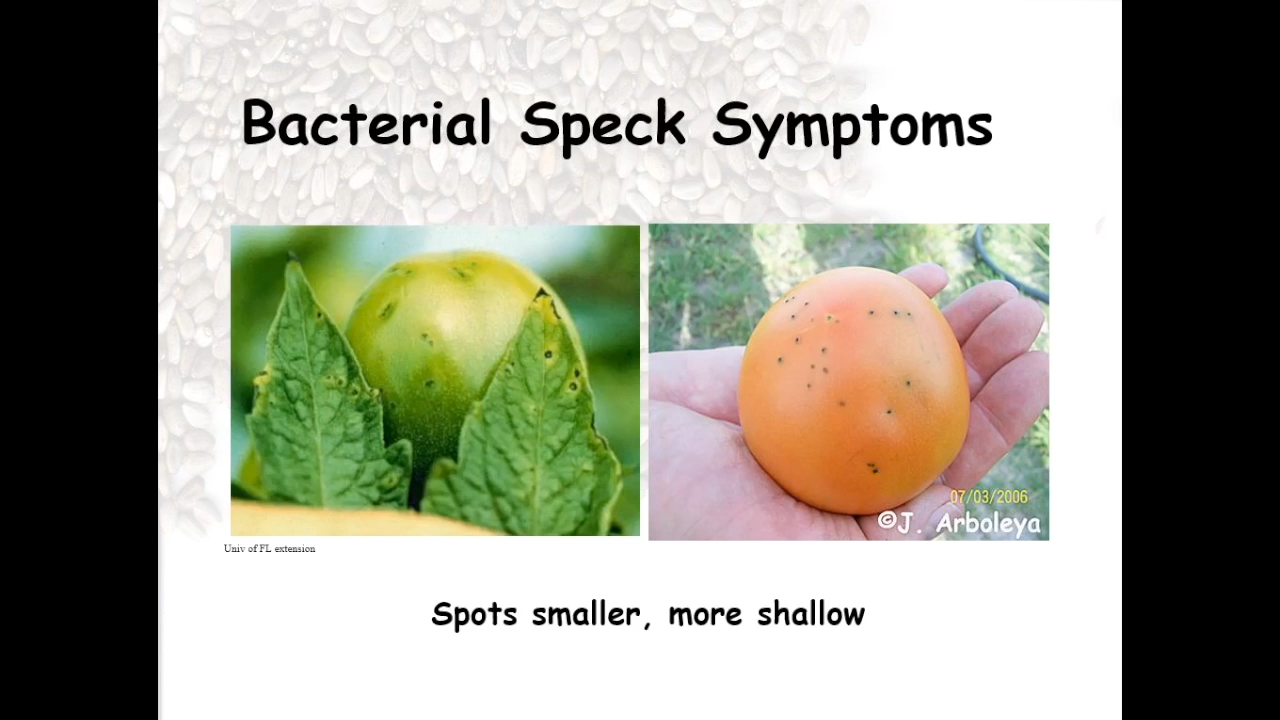 Bacterial Speck Symptoms
07/03/2006
©J. Arboleya
Univ of FL extension
Spots smaller, more shallow